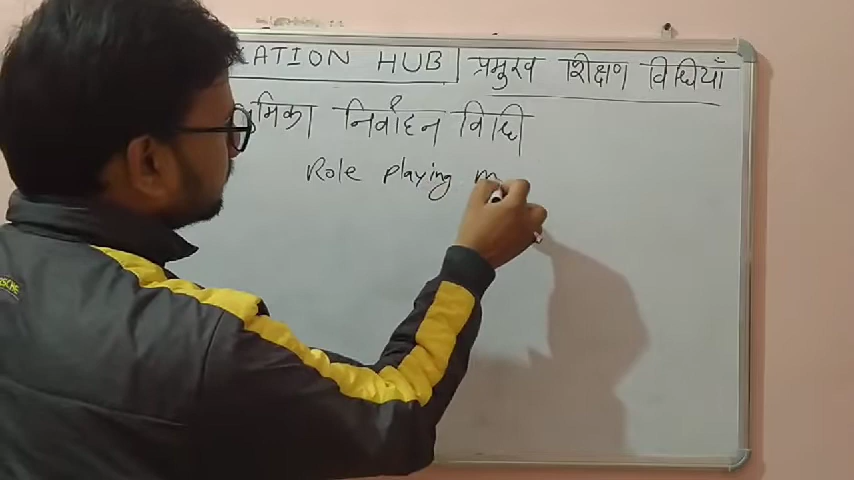 ATION HUB प्रमुख शिक्षण विधियाँ
मिका निर्वाहन विधि
Role playing m